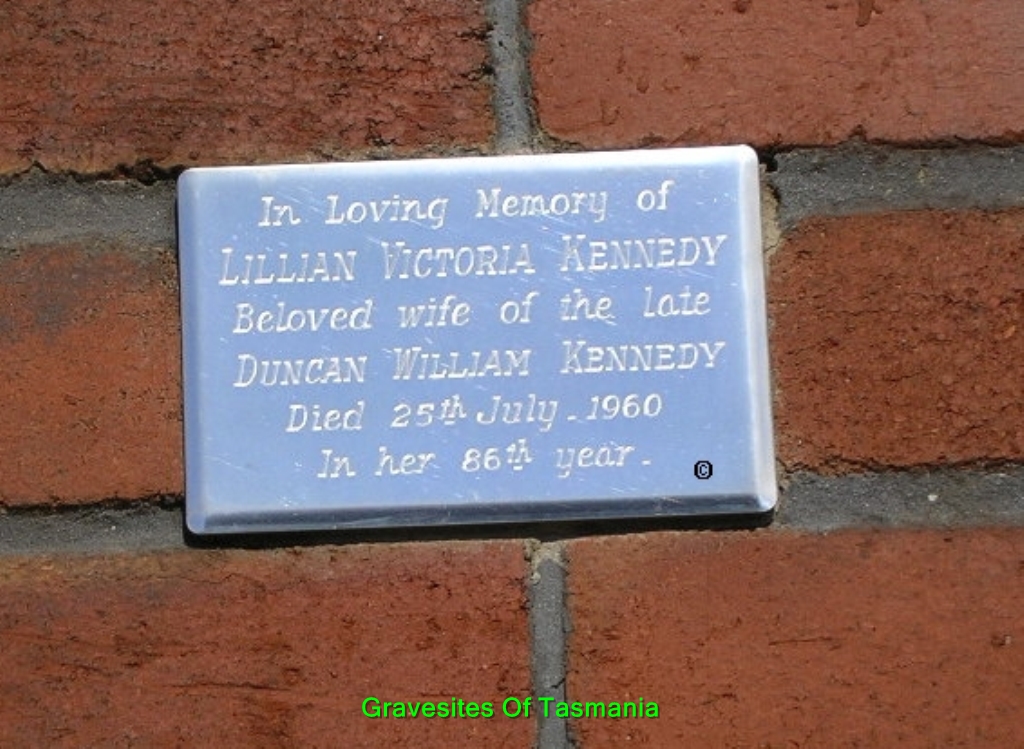 In Loving Memory of
LILLIAN VICTORIA KENNEDY
Beloved wife of the late
DUNCAN WILLIAM KENNEDY
Died 25th July - 1960
In her 86th year -
©
Gravesites Of Tasmania